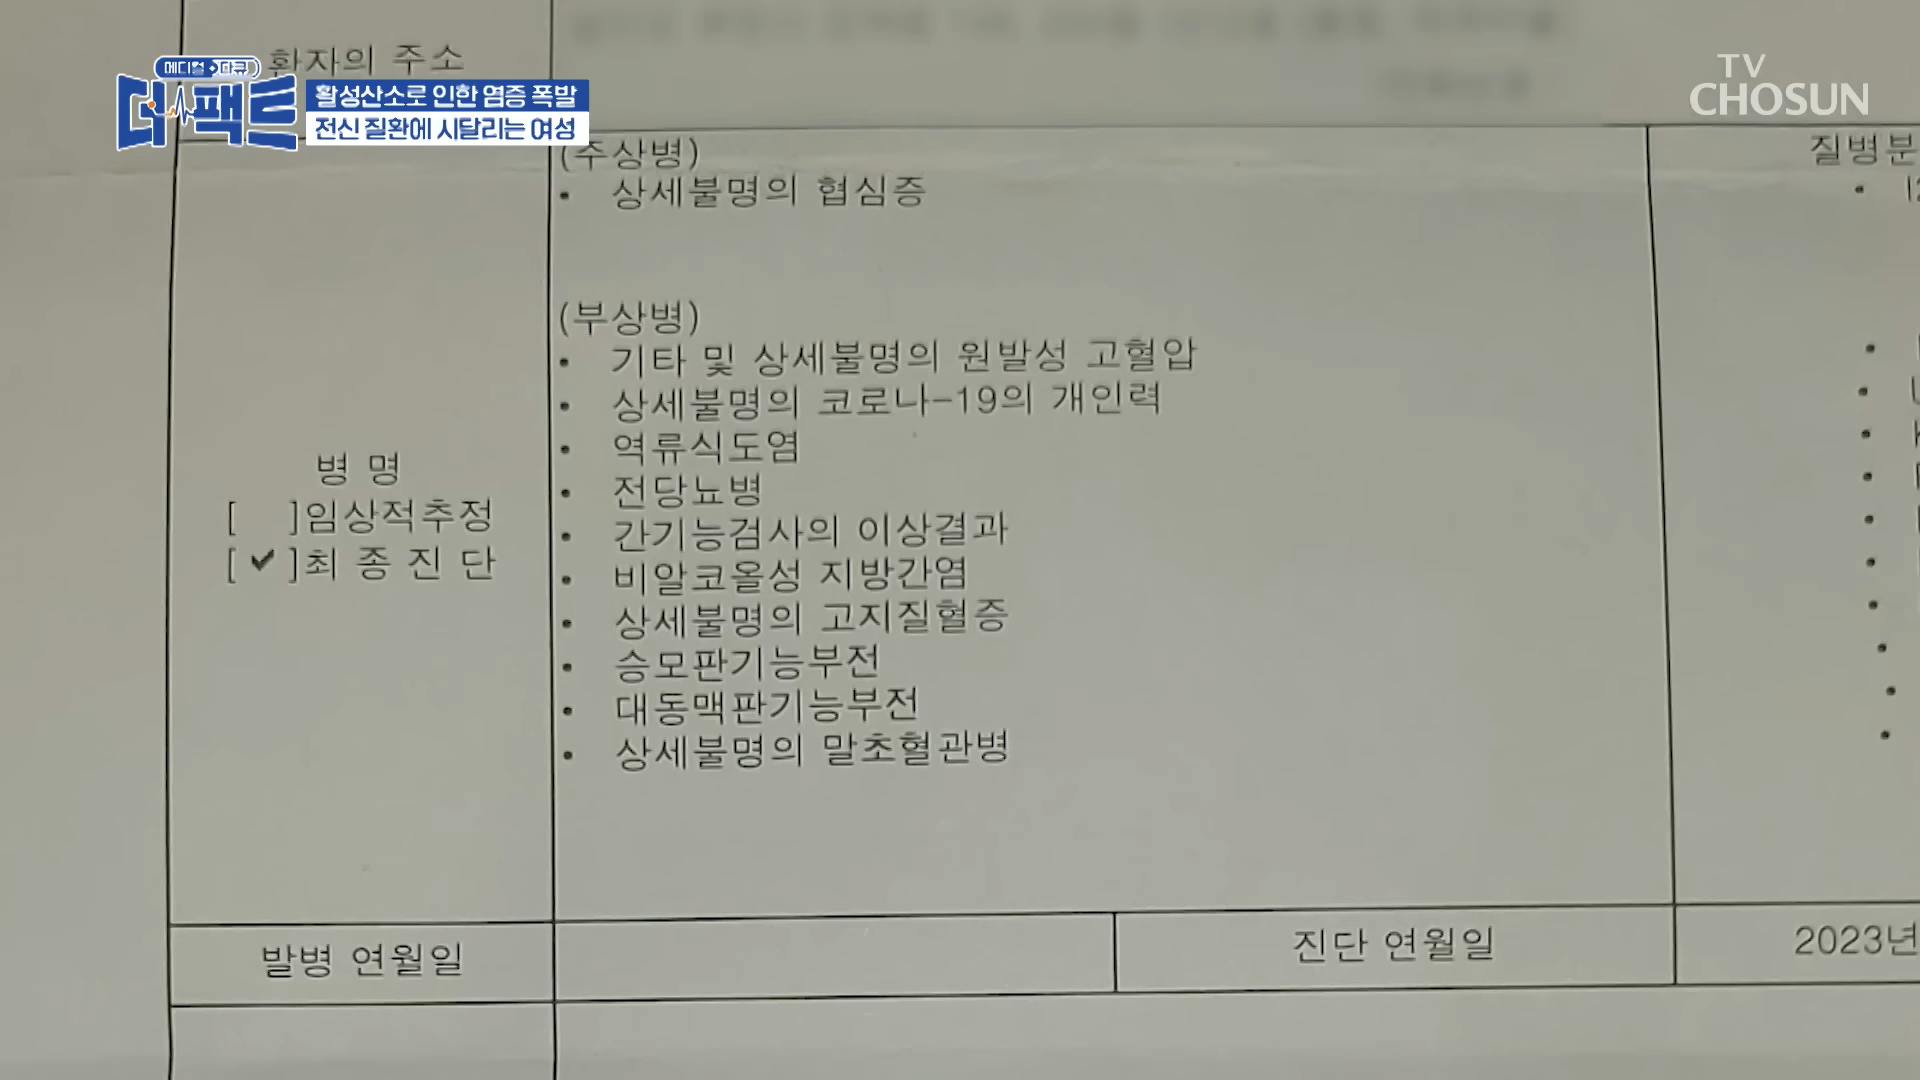 환자의 주소
메디컬 다큐
더 팩트
활성산소로 인한 염증 폭발
전신 질환에 시달리는 여성
TV
CHOSUN
(주상병)
• 상세불명의 협심증
질병분
(부상병)
• 기타 및 상세불명의 원발성 고혈압
• 상세불명의 코로나-19의 개인력
• 역류식도염
• 전당뇨병
• 간기능검사의 이상결과
• 비알코올성 지방간염
• 상세불명의 고지질혈증
• 승모판기능부전
• 대동맥판기능부전
• 상세불명의 말초혈관병
병 명
[ ]임상적추정
[✔]최 종 진 단
발병 연월일
진단 연월일
2023년